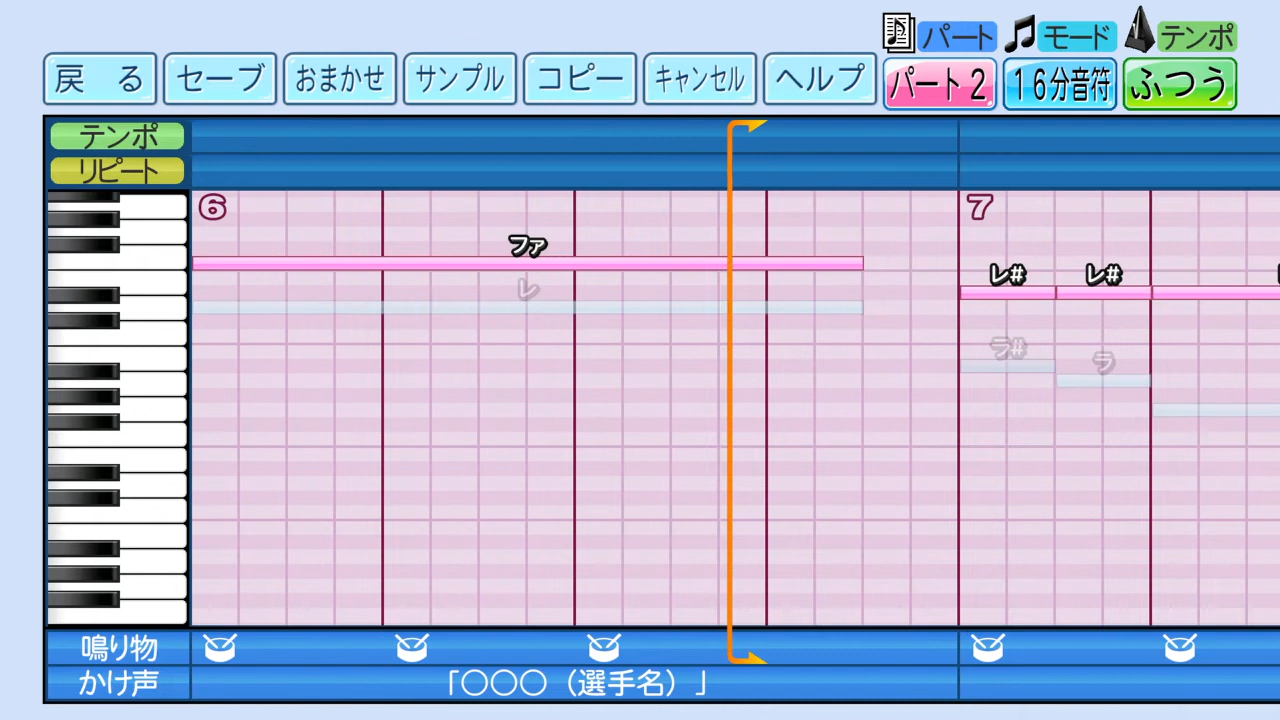 パート モード テンポ
戻る セーブ おまかせ サンプル コピー キャンセル ヘルプ パート2 16分音符 ふつう
テンポ
リピート
6 7
ファ
レ# レ#
レ
ラ# ラ
鳴り物
かけ声 「○○○（選手名）」